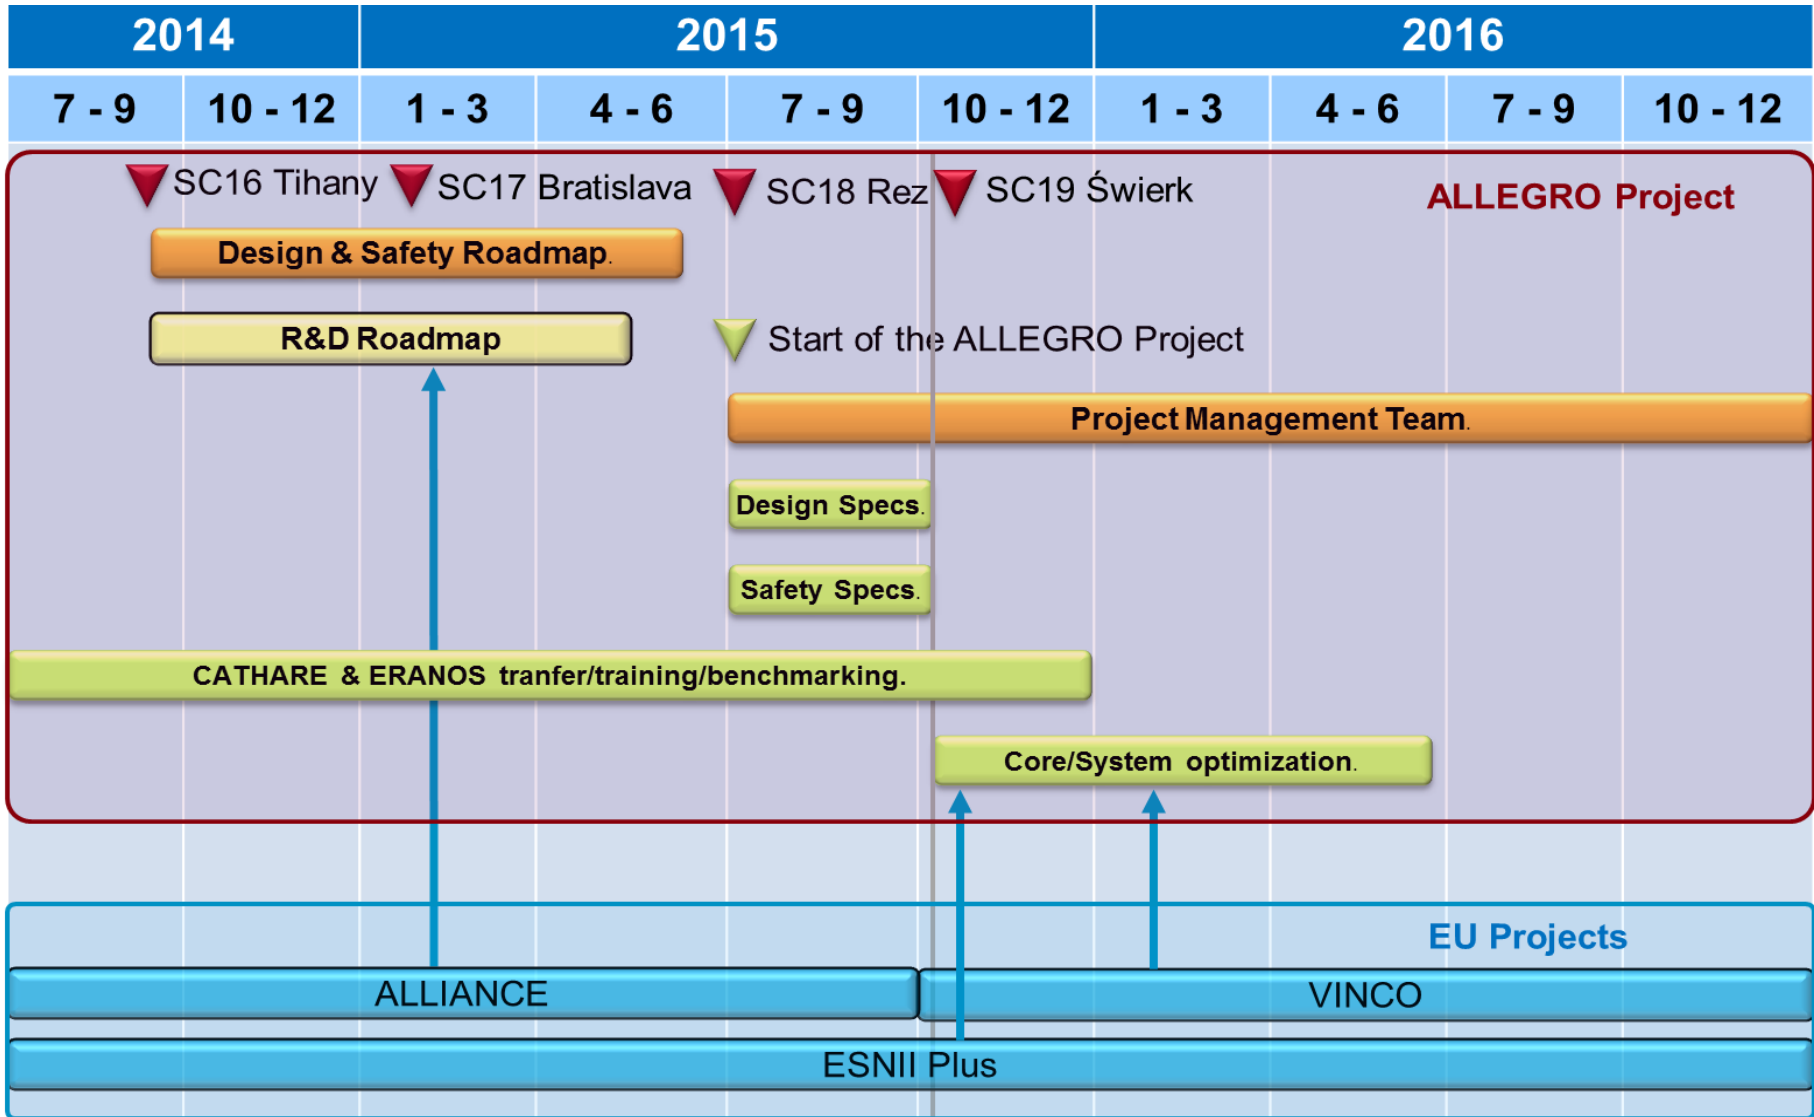 2014 2015 2016
7 - 9 10 - 12 1 - 3 4 - 6 7 - 9 10 - 12 1 - 3 4 - 6 7 - 9 10 - 12
SC16 Tihany SC17 Bratislava SC18 Rez SC19 Świerk ALLEGRO Project
Design & Safety Roadmap.
R&D Roadmap Start of the ALLEGRO Project
Project Management Team.
Design Specs.
Safety Specs.
CATHARE & ERANOS tranfer/training/benchmarking.
Core/System optimization.
EU Projects
ALLIANCE VINCO
ESNII Plus